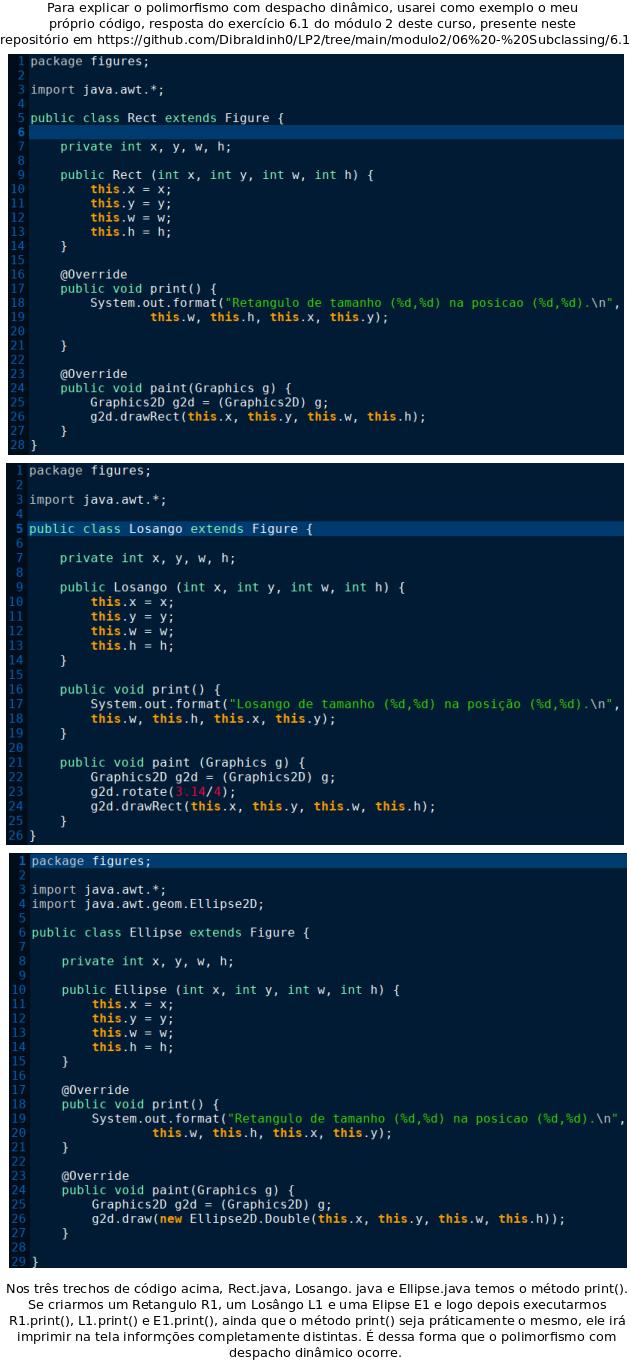 Para explicar o polimorfismo com despacho dinâmico, usarei como exemplo o meu
próprio código, resposta do exercício 6.1 do módulo 2 deste curso, presente neste
repositório em https://github.com/Dibraldinh0/LP2/tree/main/modulo2/06%20-%20Subclassing/6.1
1 package figures;
2
3 import java.awt.*;
4
5 public class Rect extends Figure {
6
7 private int x, y, w, h;
8
9 public Rect (int x, int y, int w, int h) {
10 this.x = x;
11 this.y = y;
12 this.w = w;
13 this.h = h;
14 }
15
16 @Override
17 public void print() {
18 System.out.format("Retangulo de tamanho (%d,%d) na posicao (%d,%d).\n",
19 this.w, this.h, this.x, this.y);
20
21 }
22
23 @Override
24 public void paint(Graphics g) {
25 Graphics2D g2d = (Graphics2D) g;
26 g2d.drawRect(this.x, this.y, this.w, this.h);
27 }
28 }
1 package figures;
2
3 import java.awt.*;
4
5 public class Losango extends Figure {
6
7 private int x, y, w, h;
8
9 public Losango (int x, int y, int w, int h) {
10 this.x = x;
11 this.y = y;
12 this.w = w;
13 this.h = h;
14 }
15
16 public void print() {
17 System.out.format("Losango de tamanho (%d,%d) na posição (%d,%d).\n",
18 this.w, this.h, this.x, this.y);
19 }
20
21 public void paint (Graphics g) {
22 Graphics2D g2d = (Graphics2D) g;
23 g2d.rotate(3.14/4);
24 g2d.drawRect(this.x, this.y, this.w, this.h);
25 }
26 }
1 package figures;
2
3 import java.awt.*;
4 import java.awt.geom.Ellipse2D;
5
6 public class Ellipse extends Figure {
7
8 private int x, y, w, h;
9
10 public Ellipse (int x, int y, int w, int h) {
11 this.x = x;
12 this.y = y;
13 this.w = w;
14 this.h = h;
15 }
16
17 @Override
18 public void print() {
19 System.out.format("Retangulo de tamanho (%d,%d) na posicao (%d,%d).\n",
20 this.w, this.h, this.x, this.y);
21 }
22
23 @Override
24 public void paint(Graphics g) {
25 Graphics2D g2d = (Graphics2D) g;
26 g2d.draw(new Ellipse2D.Double(this.x, this.y, this.w, this.h));
27 }
28
29 }
Nos três trechos de código acima, Rect.java, Losango. java e Ellipse.java temos o método print().
Se criarmos um Retangulo R1, um Losângo L1 e uma Elipse E1 e logo depois executarmos
R1.print(), L1.print() e E1.print(), ainda que o método print() seja práticamente o mesmo, ele irá
imprimir na tela informções completamente distintas. É dessa forma que o polimorfismo com
despacho dinâmico ocorre.